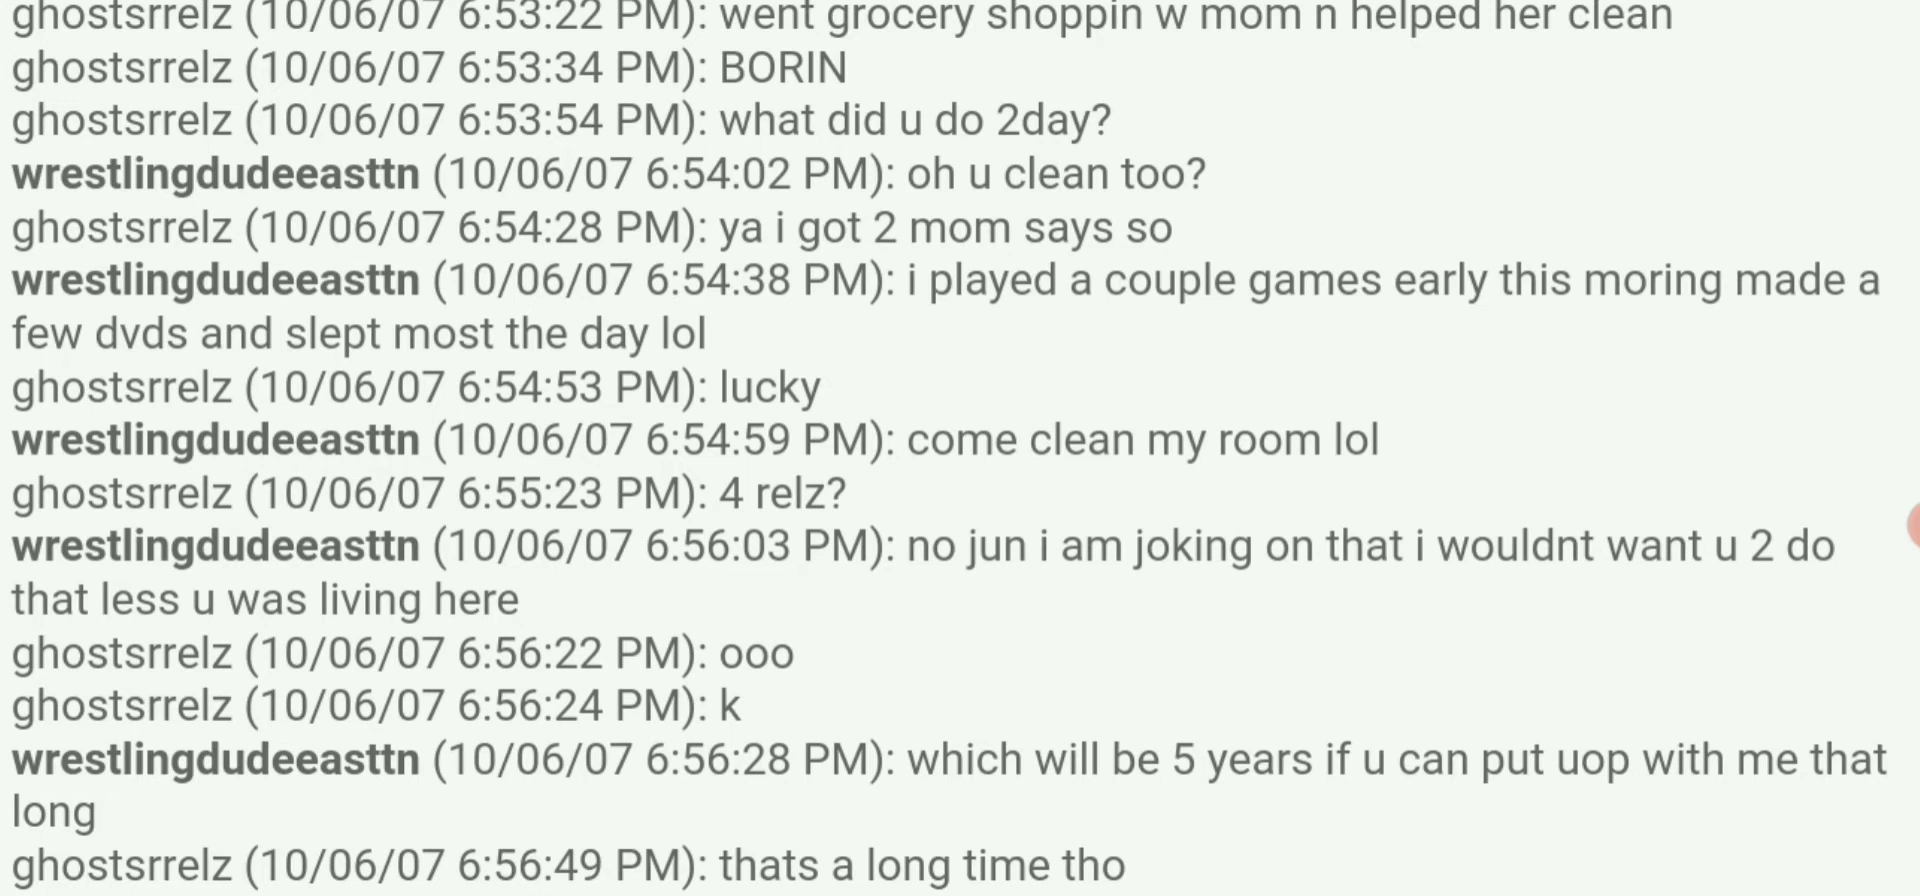 ghostsrrelz (10/06/07 6:53:22 PM): went grocery shoppin w mom n helped her clean
ghostsrrelz (10/06/07 6:53:34 PM): BORIN
ghostsrrelz (10/06/07 6:53:54 PM): what did u do 2day?
wrestlingdudeeasttn (10/06/07 6:54:02 PM): oh u clean too?
ghostsrrelz (10/06/07 6:54:28 PM): ya i got 2 mom says so
wrestlingdudeeasttn (10/06/07 6:54:38 PM): i played a couple games early this moring made a
few dvds and slept most the day lol
ghostsrrelz (10/06/07 6:54:53 PM): lucky
wrestlingdudeeasttn (10/06/07 6:54:59 PM): come clean my room lol
ghostsrrelz (10/06/07 6:55:23 PM): 4 relz?
wrestlingdudeeasttn (10/06/07 6:56:03 PM): no jun i am joking on that i wouldnt want u 2 do
that less u was living here
ghostsrrelz (10/06/07 6:56:22 PM): ooo
ghostsrrelz (10/06/07 6:56:24 PM): k
wrestlingdudeeasttn (10/06/07 6:56:28 PM): which will be 5 years if u can put uop with me that
long
ghostsrrelz (10/06/07 6:56:49 PM): thats a long time tho